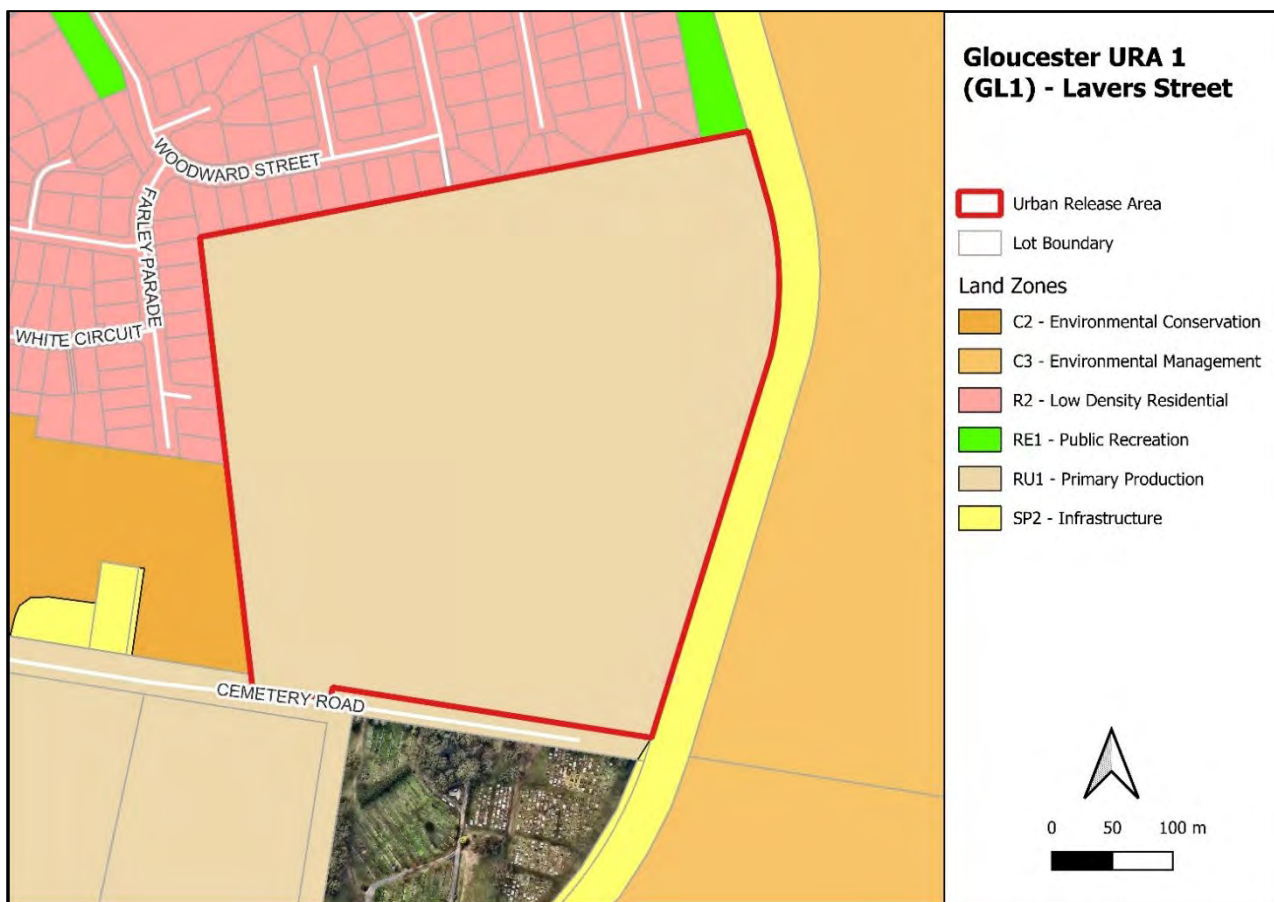 Gloucester URA 1
(GL1) - Lavers Street
Urban Release Area
Lot Boundary
Land Zones
C2 - Environmental Conservation
C3 - Environmental Management
R2 - Low Density Residential
RE1 - Public Recreation
RU1 - Primary Production
SP2 - Infrastructure
0 50 100 m
WOODWARD STREET
FARLEY PARADE
WHITE CIRCUIT
CEMETERY ROAD